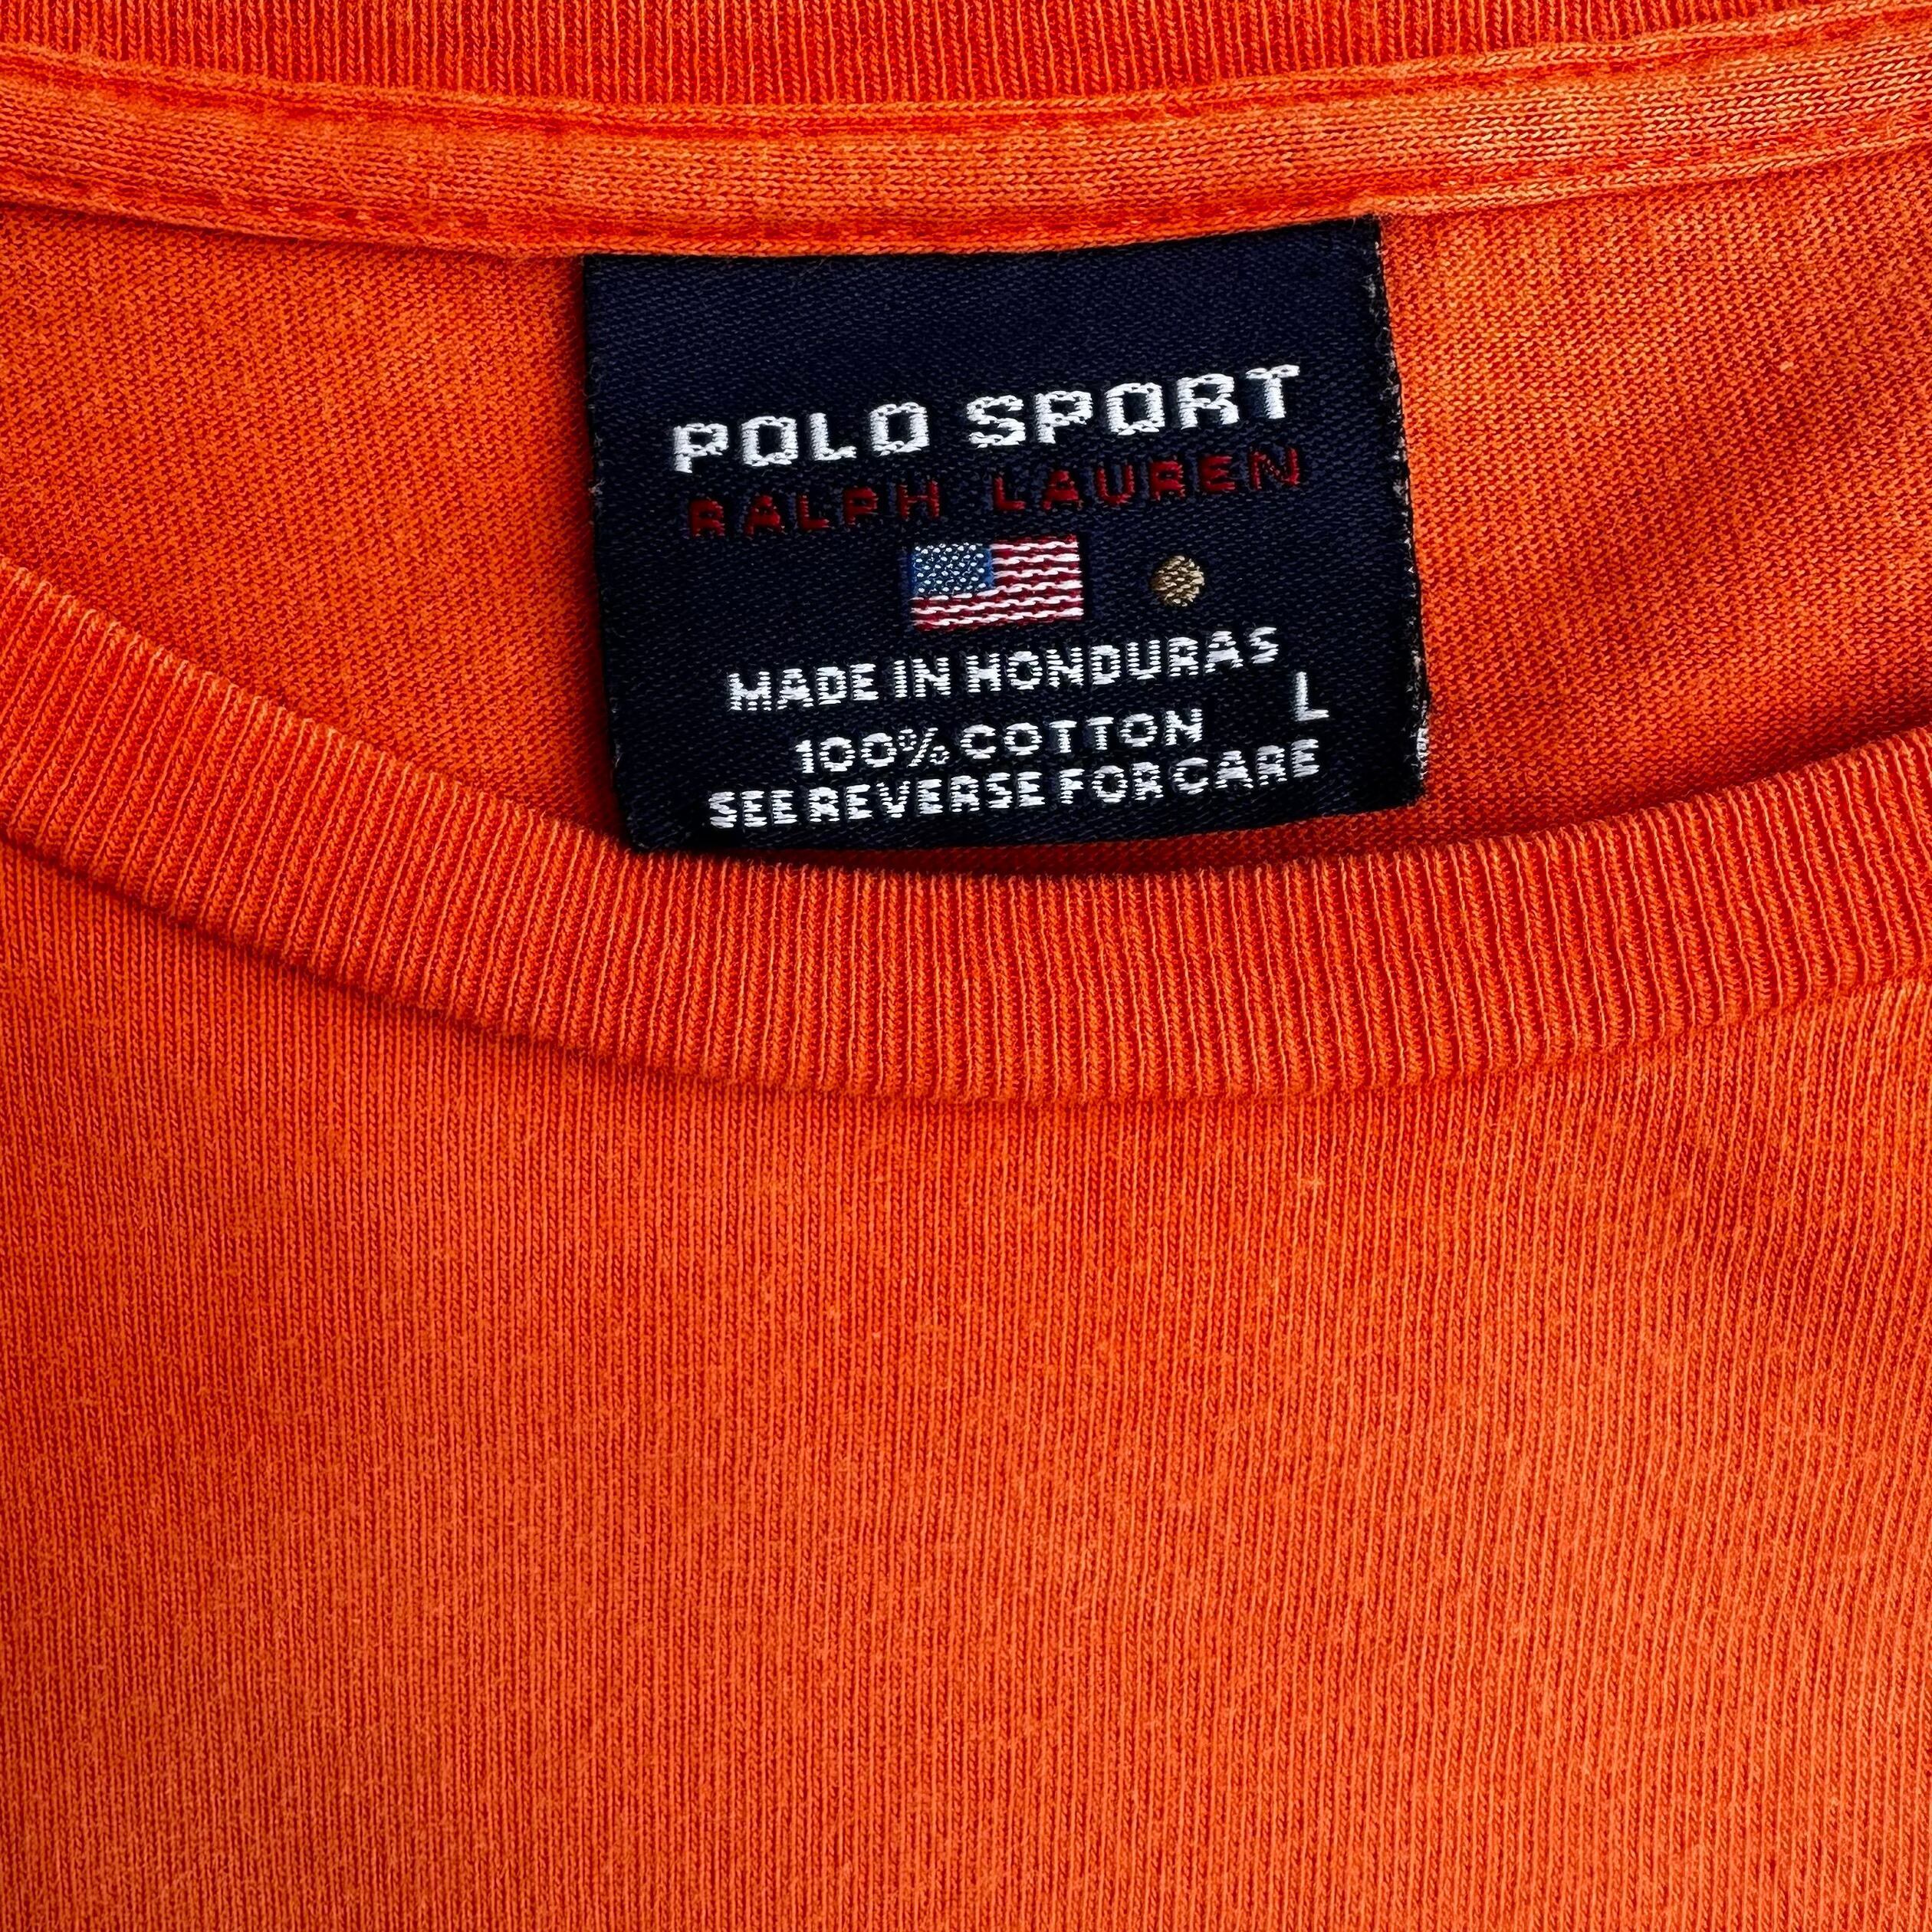 POLO SPORT
RALPH LAUREN
MADE IN HONDURAS
100% COTTON L
SEE REVERSE FOR CARE